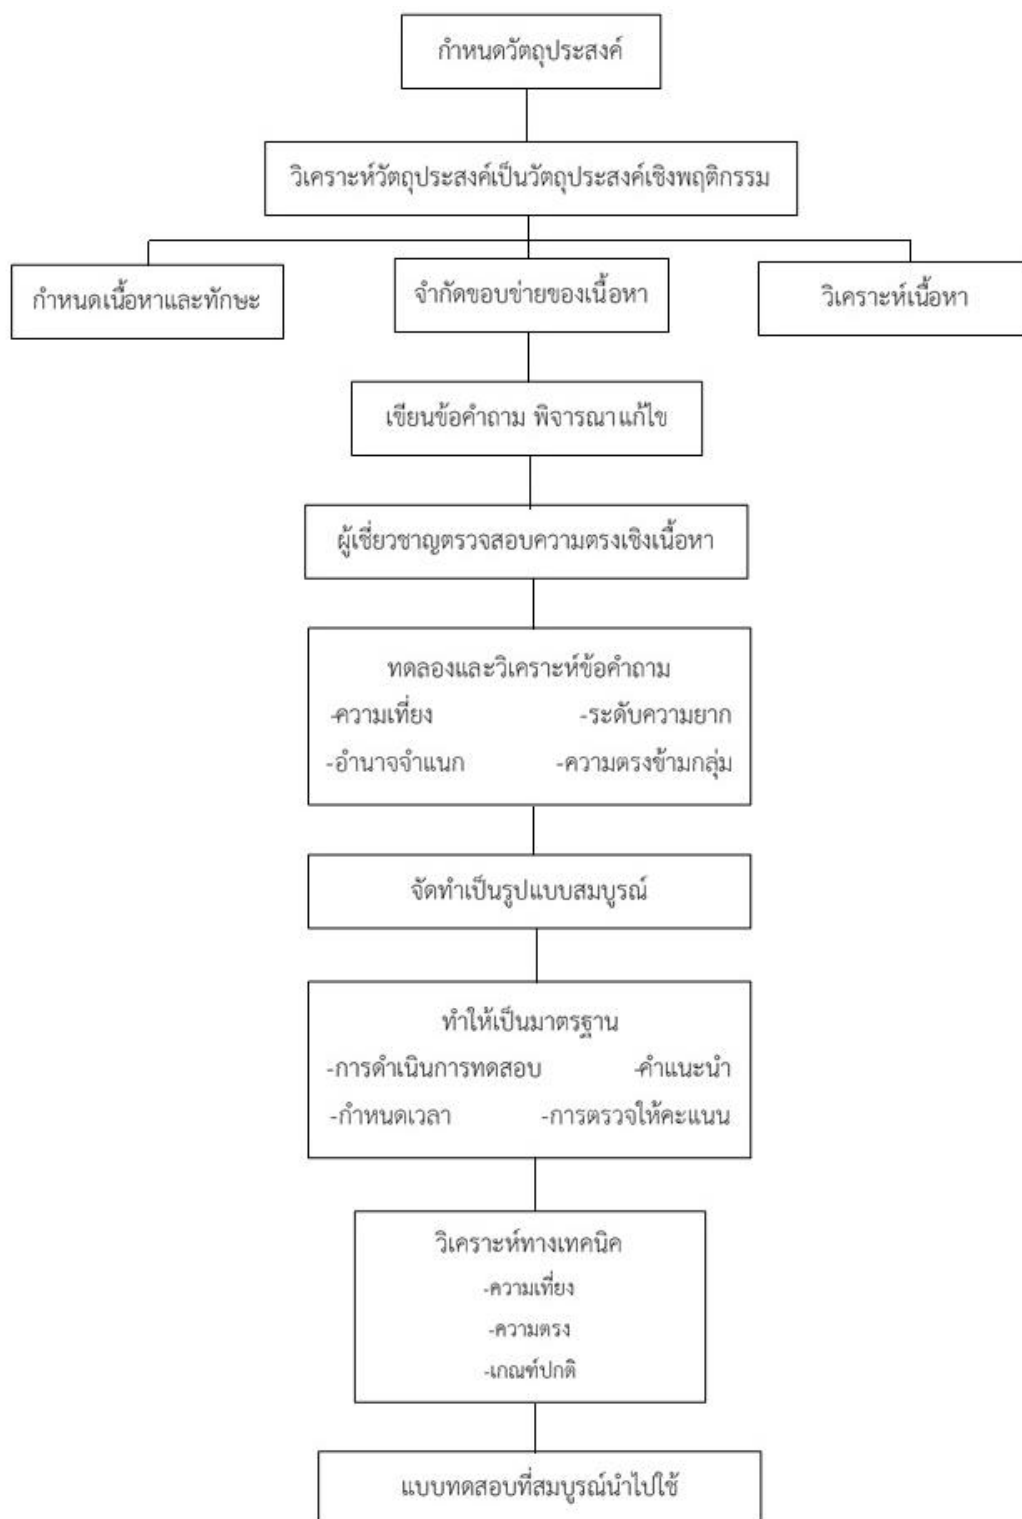 กำหนดวัตถุประสงค์
วิเคราะห์วัตถุประสงค์เป็นวัตถุประสงค์เชิงพฤติกรรม
กำหนดเนื้อหาและทักษะ
จำกัดขอบข่ายของเนื้อหา
วิเคราะห์เนื้อหา
เขียนข้อคำถาม พิจารณาแก้ไข
ผู้เชี่ยวชาญตรวจสอบความตรงเชิงเนื้อหา
ทดลองและวิเคราะห์ข้อคำถาม
-ความเที่ยง -ระดับความยาก
-อำนาจจำแนก -ความตรงข้ามกลุ่ม
จัดทำเป็นรูปแบบสมบูรณ์
ทำให้เป็นมาตรฐาน
-การดำเนินการทดสอบ -คำแนะนำ
-กำหนดเวลา -การตรวจให้คะแนน
วิเคราะห์ทางเทคนิค
-ความเที่ยง
-ความตรง
-เกณฑ์ปกติ
แบบทดสอบที่สมบูรณ์นำไปใช้